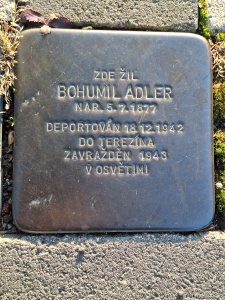 ZDE ŽIL
BOHUMIL ADLER
NAR. 5.7.1877
DEPORTOVÁN 18.12.1942
DO TEREZÍNA
ZAVRAŽDĚN 1943
V OSVĚTIMI